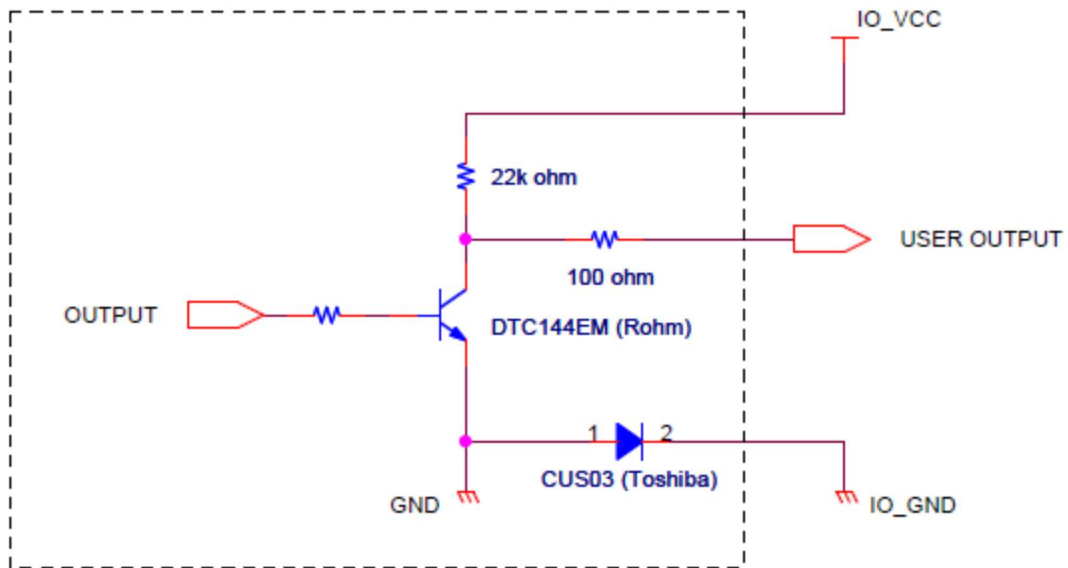 IO_VCC
22k ohm
USER OUTPUT
100 ohm
OUTPUT
DTC144EM (Rohm)
1
2
CUS03 (Toshiba)
GND
IO_GND